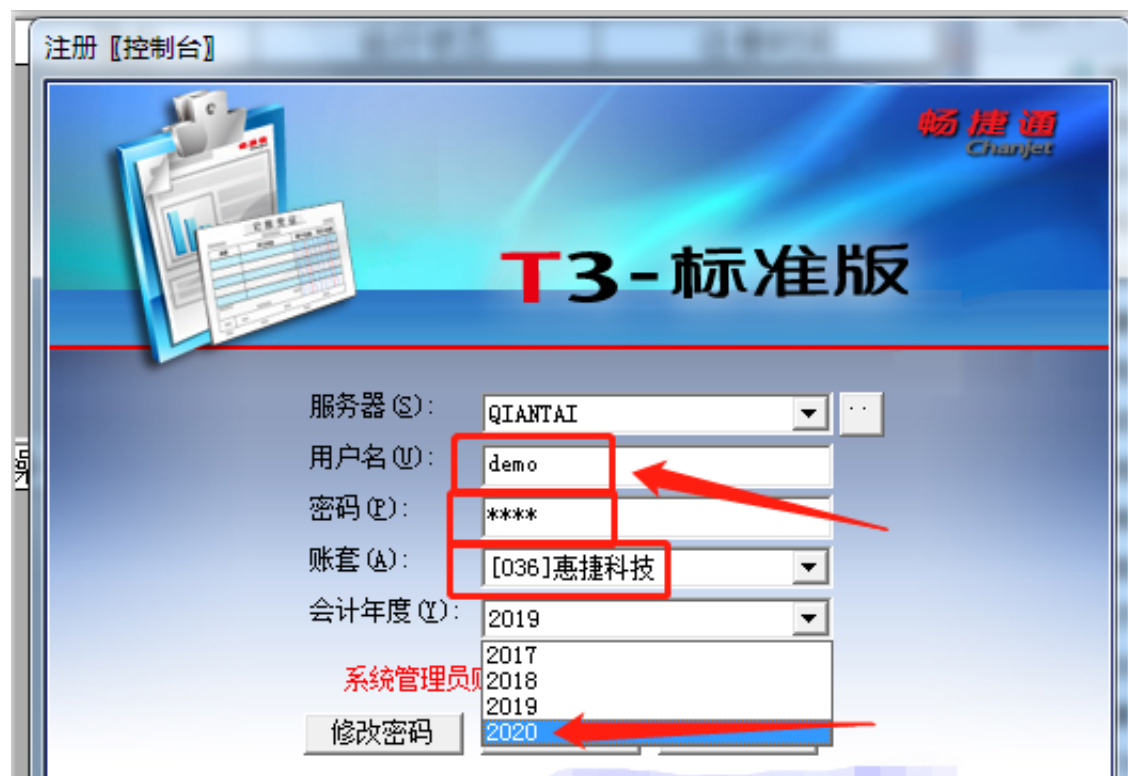 注册〖控制台〗
畅捷通
Chanjet
T3-标准版
服务器(S):
QIANTAI
··
用户名(U):
demo
密码(P):
****
账套(A):
[036]惠捷科技
会计年度(Y):
2019
2017
系统管理员
2018
2019
修改密码
2020